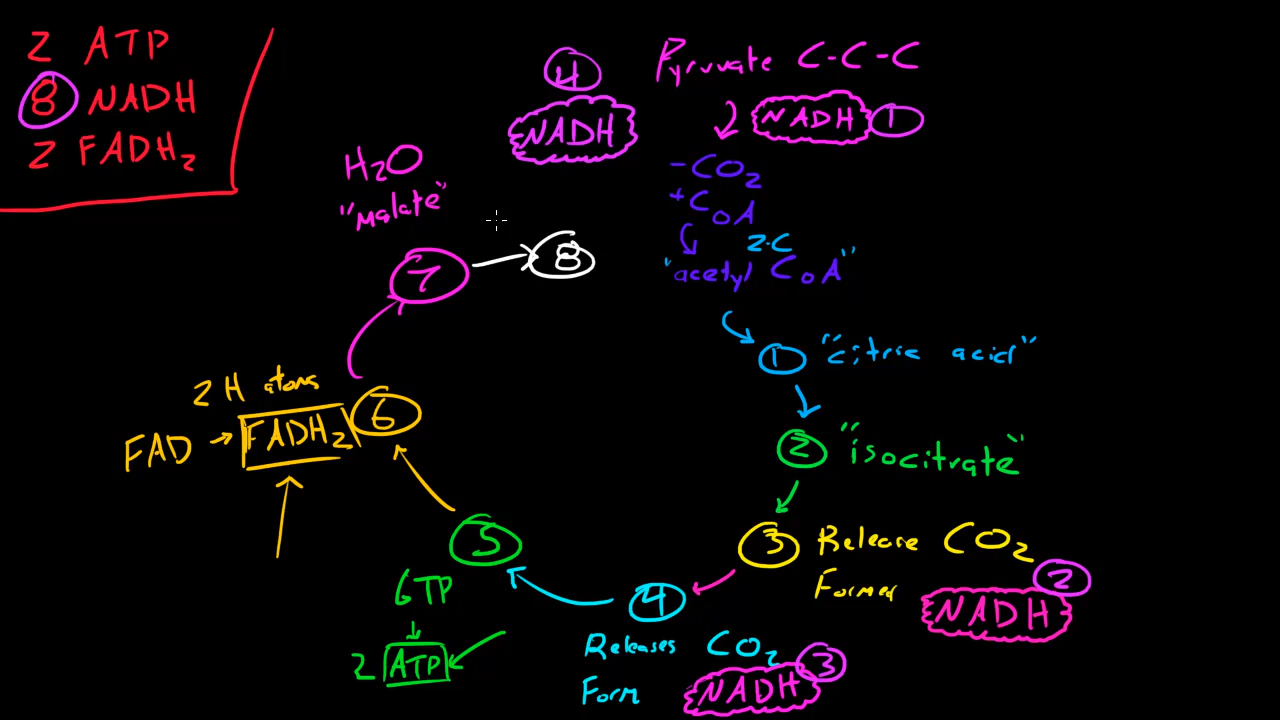 2 ATP
8 NADH
2 FADH2
Pyruvate C-C-C
NADH 1
-CO2
+CoA
2·C
"acetyl CoA"
1 "citric acid"
2 "isocitrate"
3 Release CO2
Formed
NADH 2
4
Releases CO2
Form NADH 3
5
GTP
2 ATP
6
2 H atoms
FAD → FADH2
7
H2O
"malate"
8
4
NADH